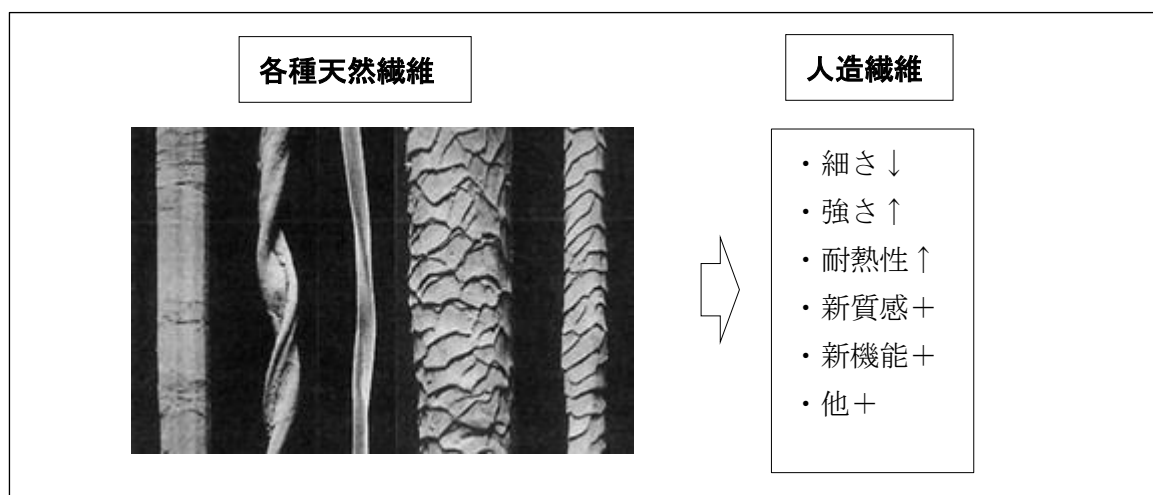 各種天然繊維
人造繊維
・細さ↓
・強さ↑
・耐熱性↑
・新質感＋
・新機能＋
・他＋